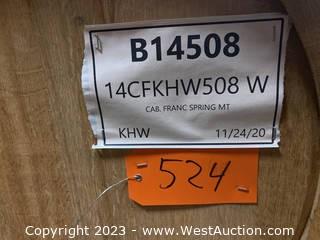 B14508
14CFKHW508 W
CAB. FRANC SPRING MT
KHW 11/24/20
524
Copyright 2023 - www.WestAuction.com